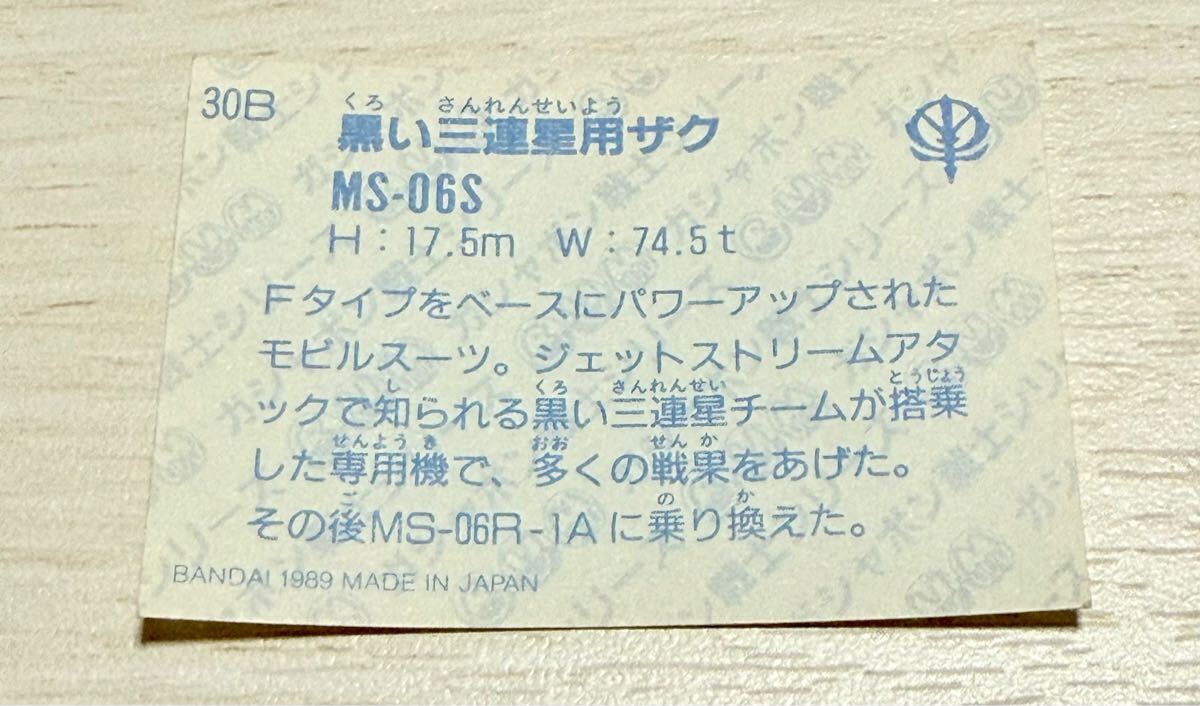 30B
くろ さんれんせいよう
黒い三連星用ザク
MS-06S
H：17.5m W：74.5t
Fタイプをベースにパワーアップされた
モビルスーツ。ジェットストリームアタ
し くろ さんれんせい とうじょう
ックで知られる黒い三連星チームが搭乗
せんようき おお せんか
した専用機で、多くの戦果をあげた。
ご の か
その後MS-06R-1Aに乗り換えた。
BANDAI 1989 MADE IN JAPAN